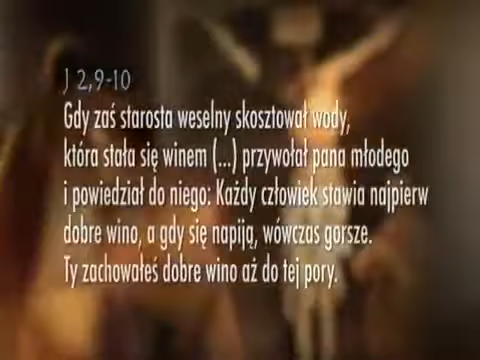 J 2,9-10
Gdy zaś starosta weselny skosztował wody,
która stała się winem (...) przywołał pana młodego
i powiedział do niego: Każdy człowiek stawia najpierw
dobre wino, a gdy się napiją, wówczas gorsze.
Ty zachowałeś dobre wino aż do tej pory.